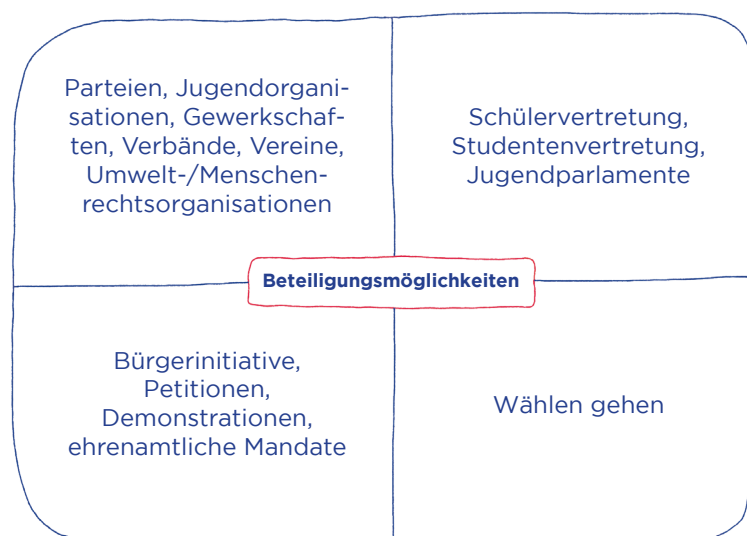 Parteien, Jugendorgani-
sationen, Gewerkschaf-
ten, Verbände, Vereine,
Umwelt-/Menschen-
rechtsorganisationen
Schülervertretung,
Studentenvertretung,
Jugendparlamente
Beteiligungsmöglichkeiten
Bürgerinitiative,
Petitionen,
Demonstrationen,
ehrenamtliche Mandate
Wählen gehen